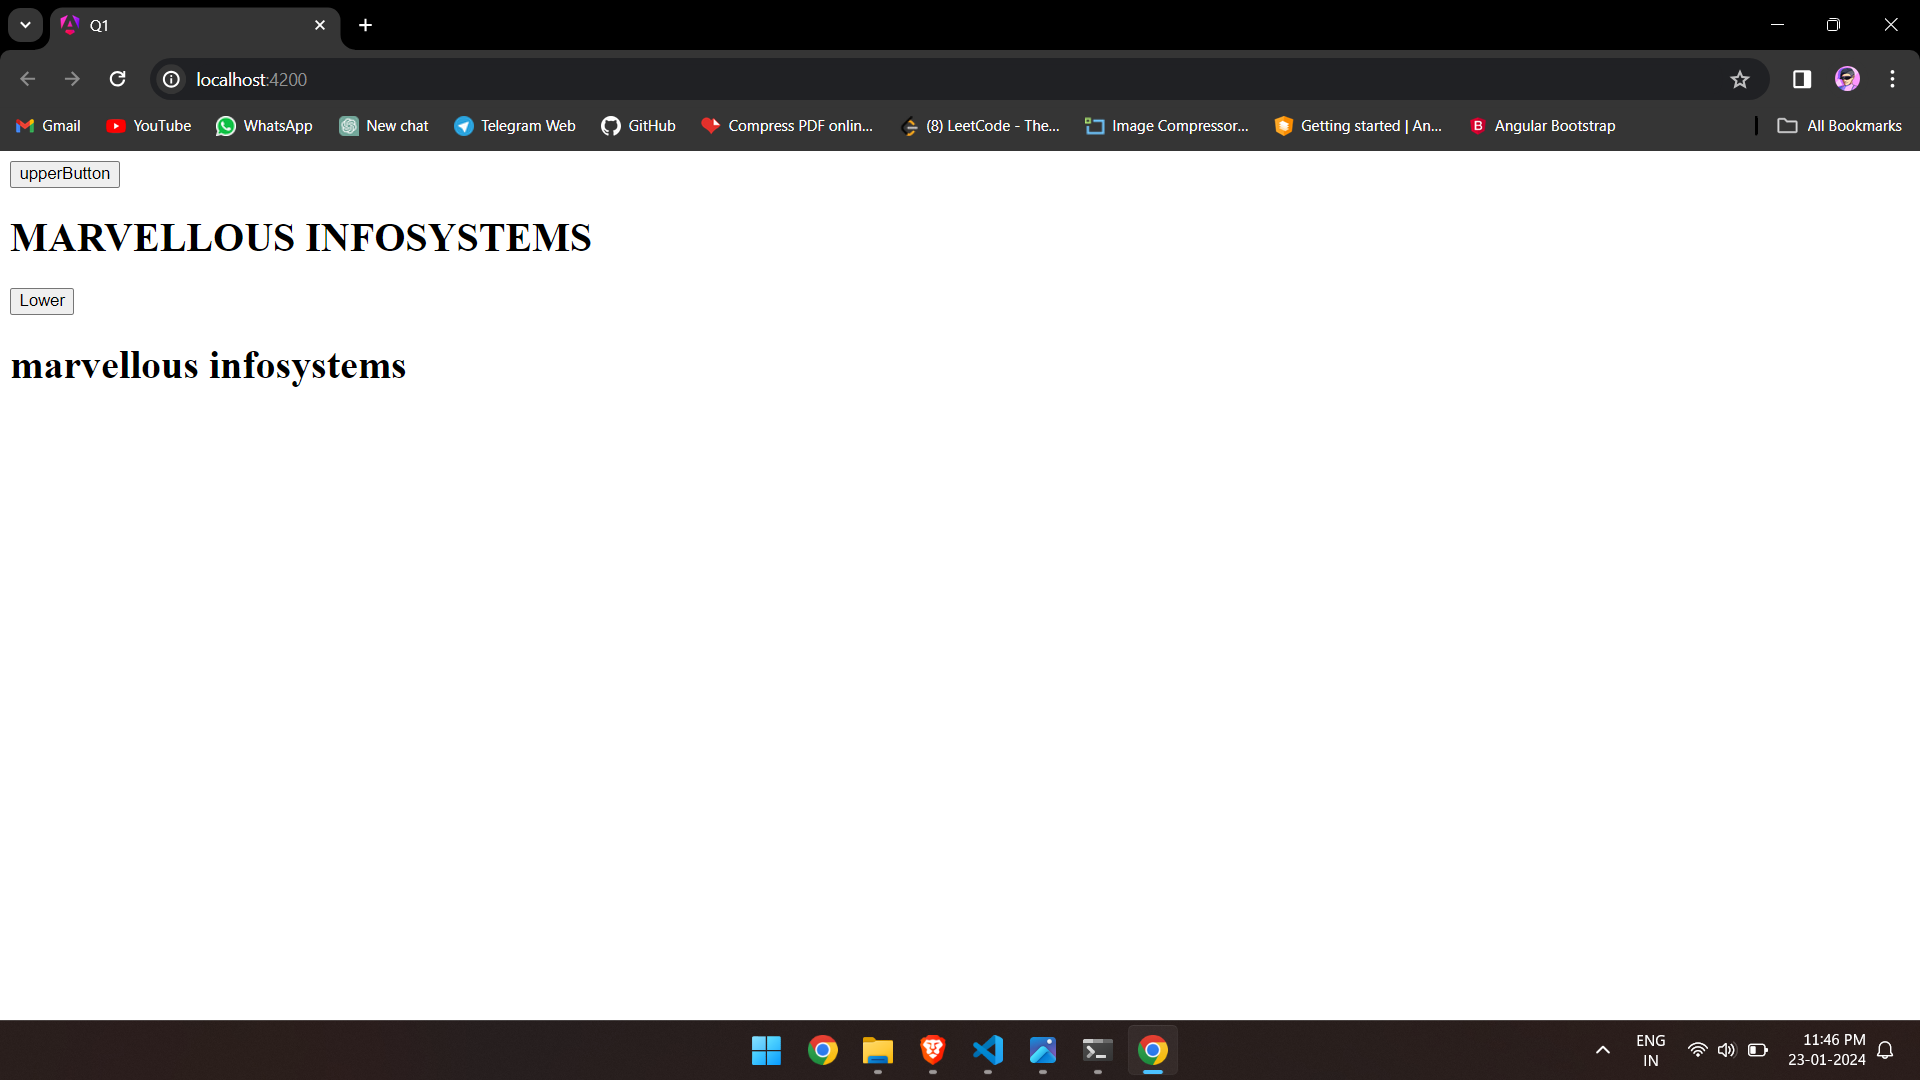 Q1
localhost:4200
Gmail YouTube WhatsApp New chat Telegram Web GitHub Compress PDF onlin... (8) LeetCode - The... Image Compressor... Getting started | An... Angular Bootstrap All Bookmarks
upperButton
MARVELLOUS INFOSYSTEMS
Lower
marvellous infosystems
ENG 11:46 PM
IN 23-01-2024